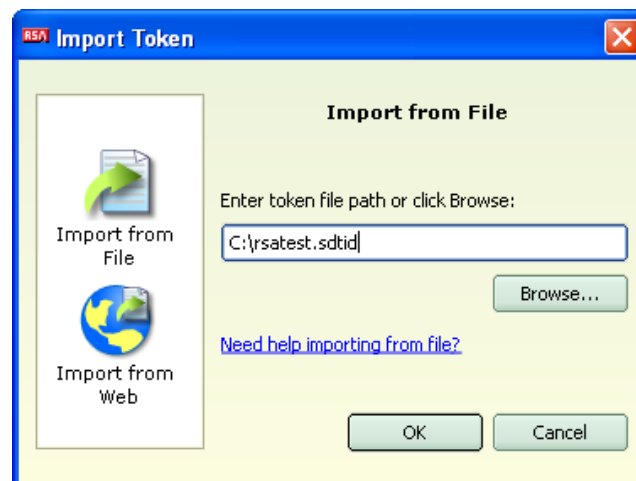 RSA Import Token
Import from File
Import from
File
Import from
Web
Enter token file path or click Browse:
C:\rsatest.sdtid
Browse...
Need help importing from file?
OK Cancel